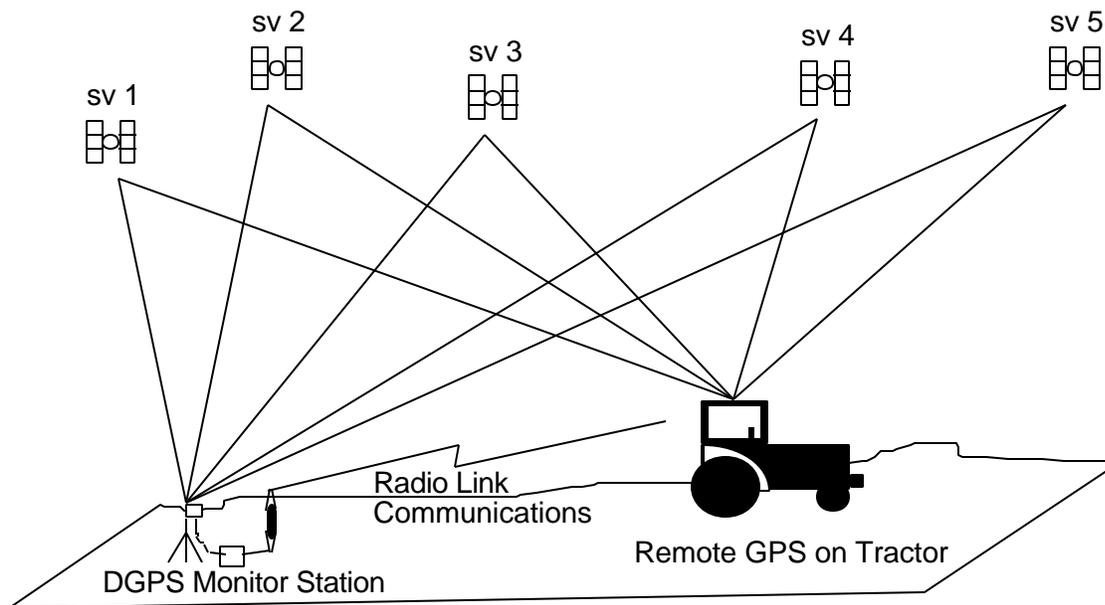 sv 1
sv 2
sv 3
sv 4
sv 5
Radio Link
Communications
Remote GPS on Tractor
DGPS Monitor Station